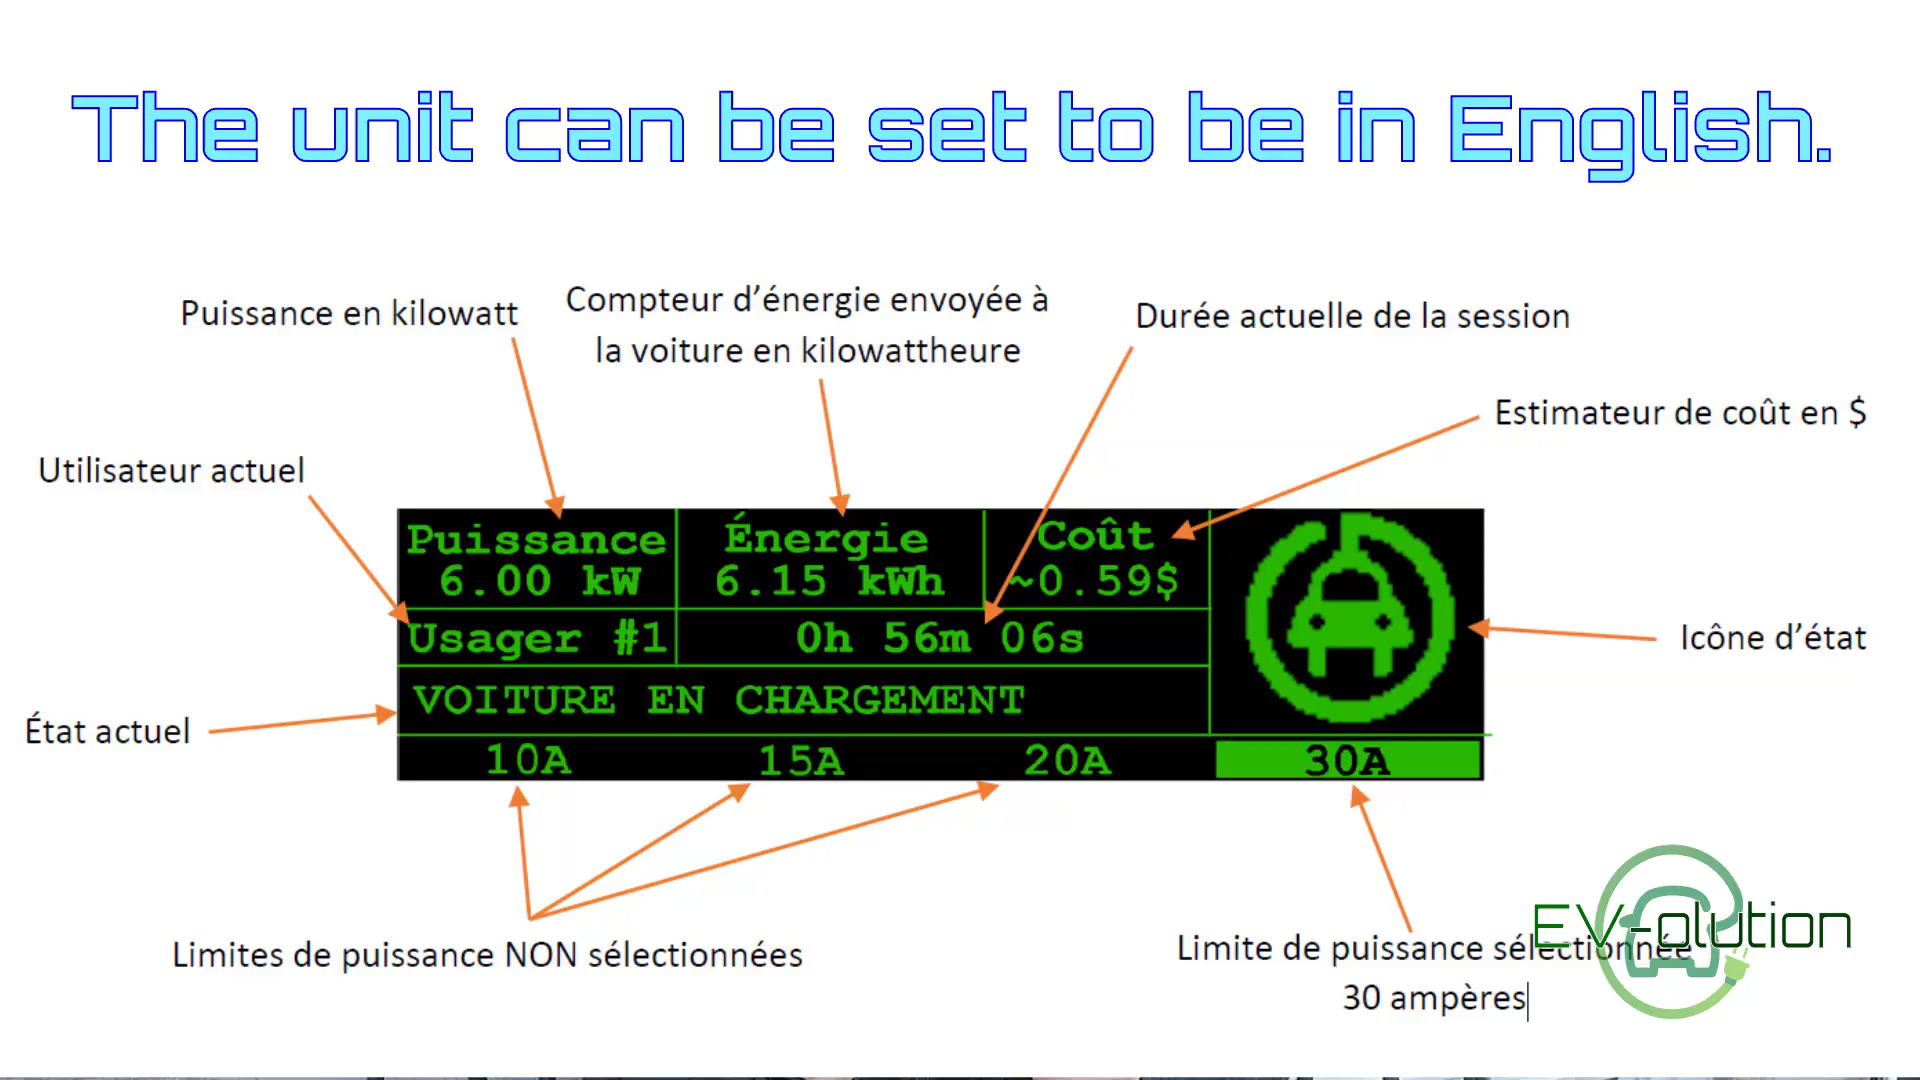 The unit can be set to be in English.
Puissance en kilowatt
Compteur d’énergie envoyée à
la voiture en kilowattheure
Durée actuelle de la session
Estimateur de coût en $
Utilisateur actuel
Puissance
6.00 kW
Énergie
6.15 kWh
Coût
~0.59$
Usager #1
0h 56m 06s
Icône d’état
VOITURE EN CHARGEMENT
État actuel
10A
15A
20A
30A
Limites de puissance NON sélectionnées
Limite de puissance sélectionnée
30 ampères
EV-olution